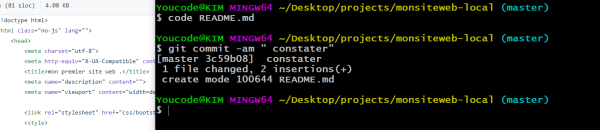 s (81 sloc) 4.08 KB
!doctype html>
html class="no-js" lang="">
<head>
<meta charset="utf-8">
<meta http-equiv="X-UA-Compatible" cont
<title>mon premier site web .</title>
<meta name="description" content="">
<meta name="viewport" content="width=de
<link rel="stylesheet" href="css/boots
<style>
Youcode@KIM MINGW64 ~/Desktop/projects/monsiteweb-local (master)
$ code README.md
Youcode@KIM MINGW64 ~/Desktop/projects/monsiteweb-local (master)
$ git commit -am " constater"
[master 3c59b08]  constater
1 file changed, 2 insertions(+)
create mode 100644 README.md
Youcode@KIM MINGW64 ~/Desktop/projects/monsiteweb-local (master)
$